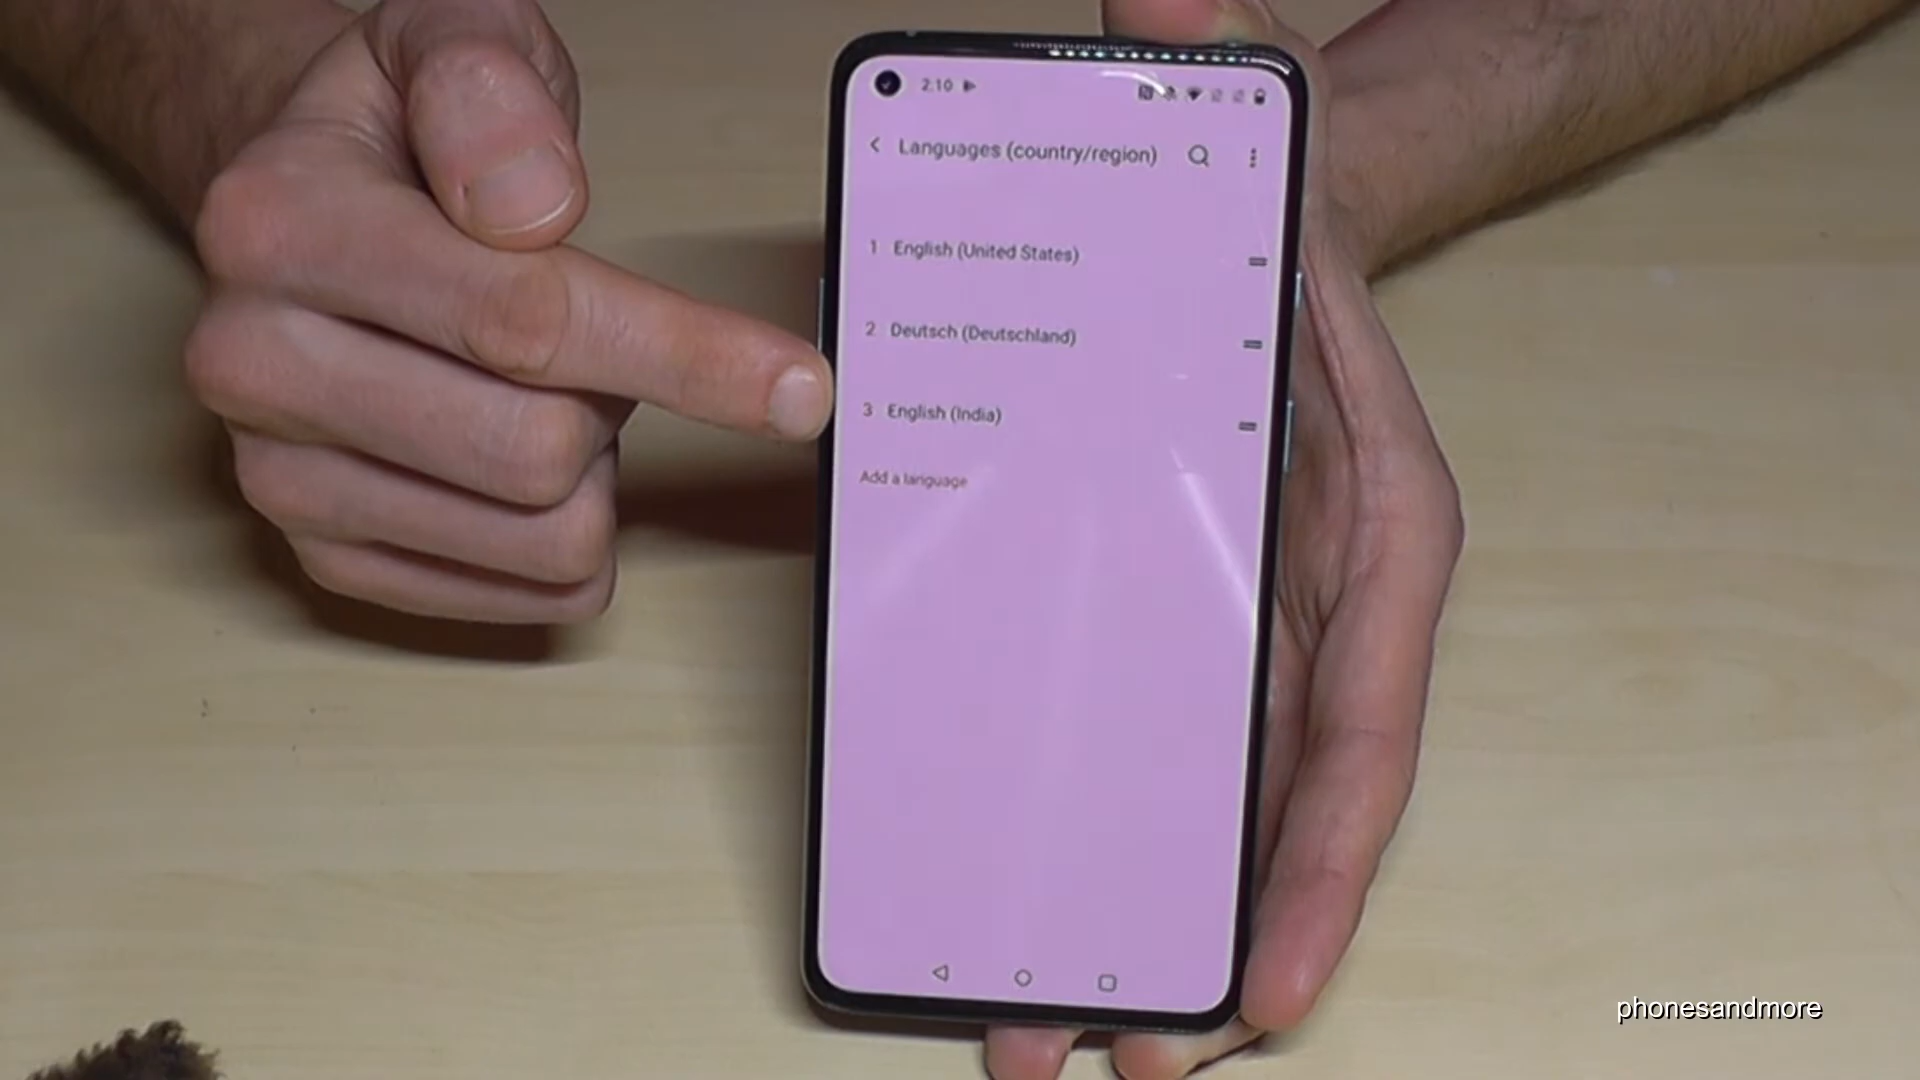 2:10
Languages (country/region)
1 English (United States)
2 Deutsch (Deutschland)
3 English (India)
Add a language
phonesandmore